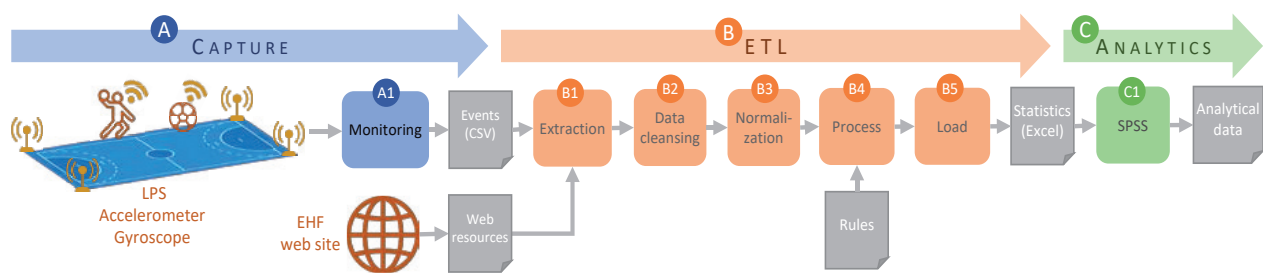 A
CAPTURE
B
ETL
C
ANALYTICS
A1
Monitoring
Events
(CSV)
B1
Extraction
B2
Data
cleansing
B3
Normali-
zation
B4
Process
B5
Load
Statistics
(Excel)
C1
SPSS
Analytical
data
LPS
Accelerometer
Gyroscope
EHF
web site
Web
resources
Rules